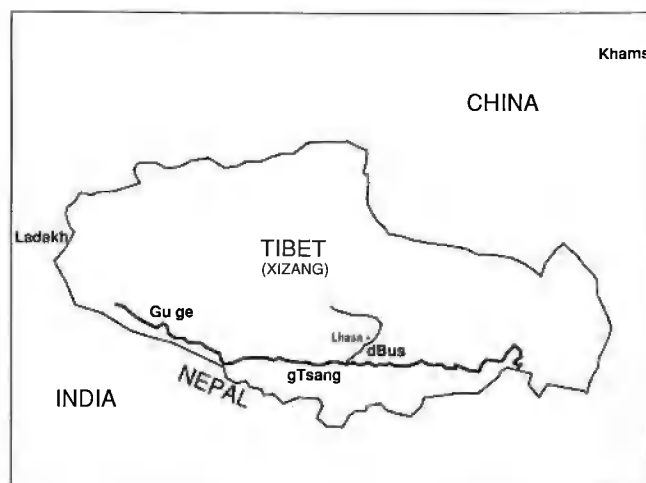 Khams
CHINA
Ladakh
TIBET
(XIZANG)
Gu ge
Lhasa
dBus
gTsang
NEPAL
INDIA